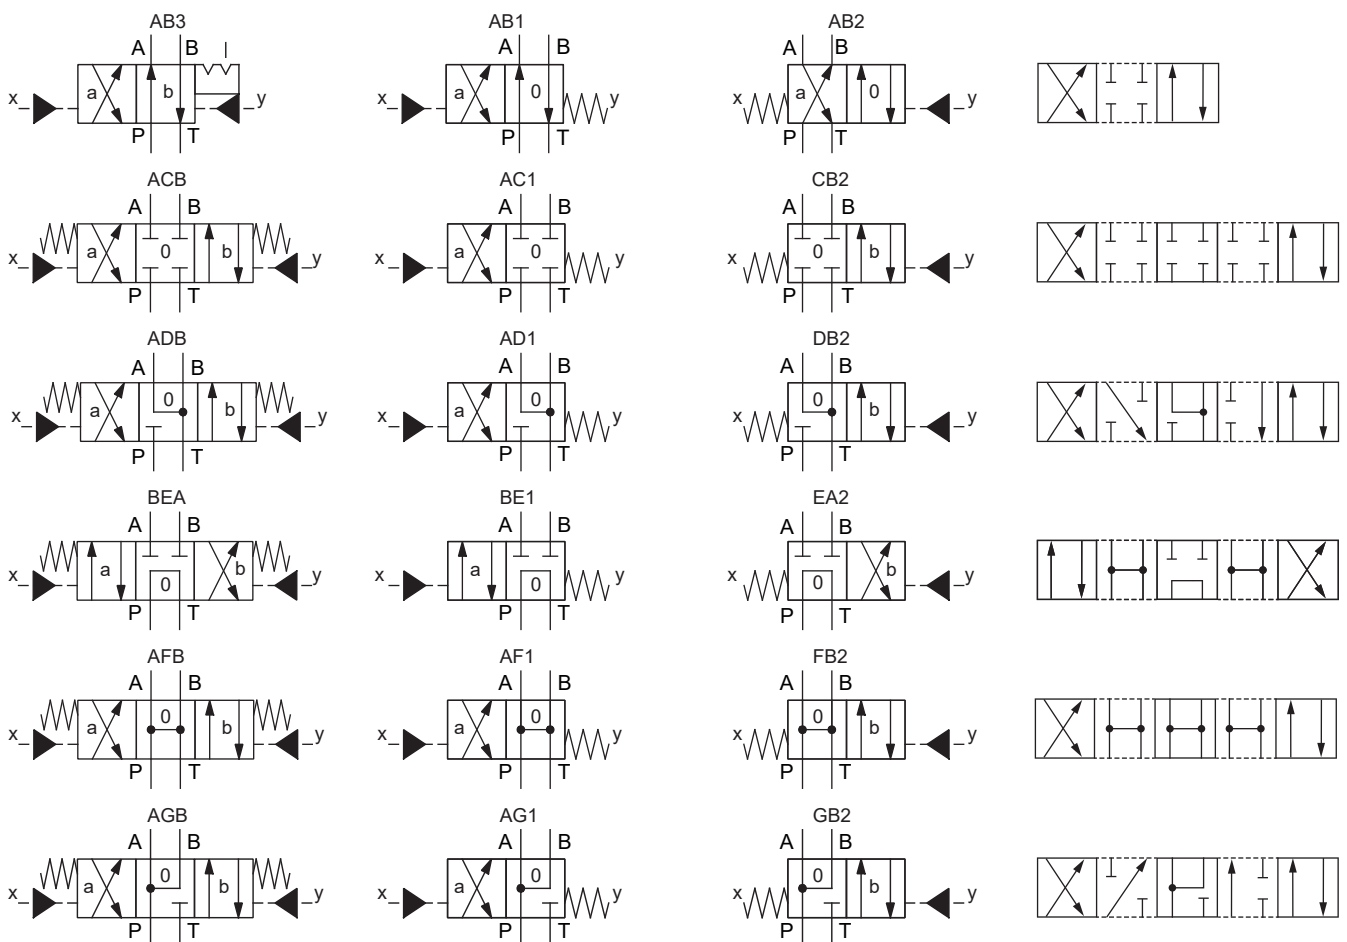 AB3 AB1 AB2
A B A B A B
x a b y x a 0 y x a 0 y
P T P T P T
ACB AC1 CB2
A B A B A B
x a 0 b y x a 0 y x 0 b y
P T P T P T
ADB AD1 DB2
A B A B A B
x a 0 b y x a 0 y x 0 b y
P T P T P T
BEA BE1 EA2
A B A B A B
x a 0 b y x a 0 y x 0 b y
P T P T P T
AFB AF1 FB2
A B A B A B
x a 0 b y x a 0 y x 0 b y
P T P T P T
AGB AG1 GB2
A B A B A B
x a 0 b y x a 0 y x 0 b y
P T P T P T